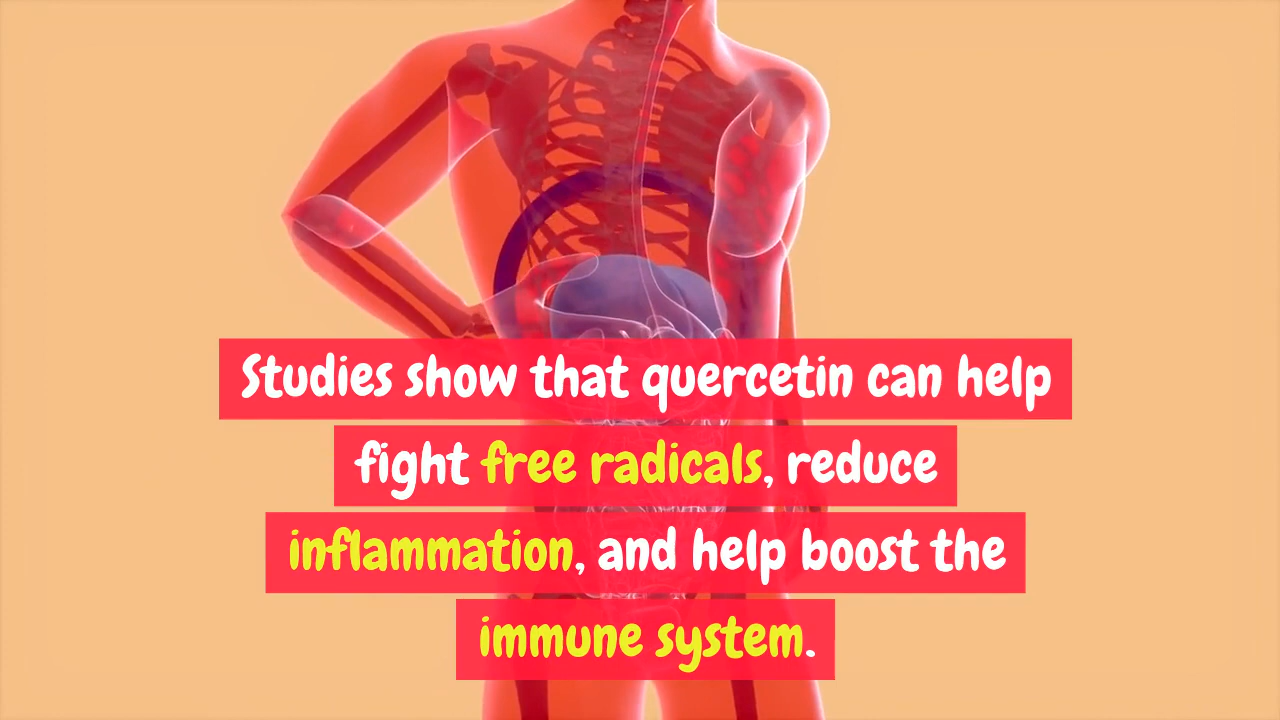 Studies show that quercetin can help
fight free radicals, reduce
inflammation, and help boost the
immune system.